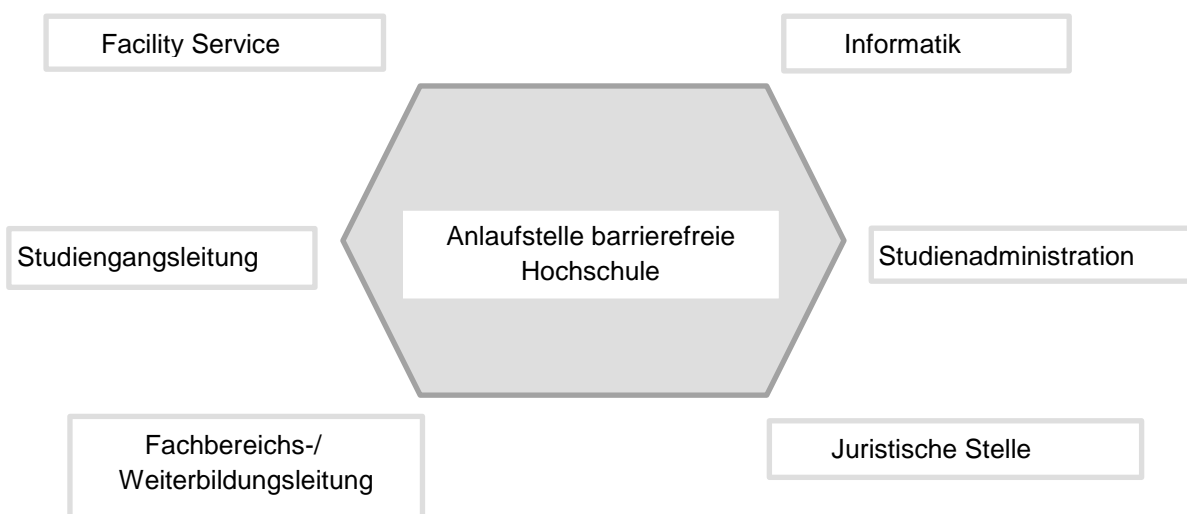 Facility Service
Informatik
Anlaufstelle barrierefreie
Hochschule
Studiengangsleitung
Studienadministration
Fachbereichs-/
Weiterbildungsleitung
Juristische Stelle